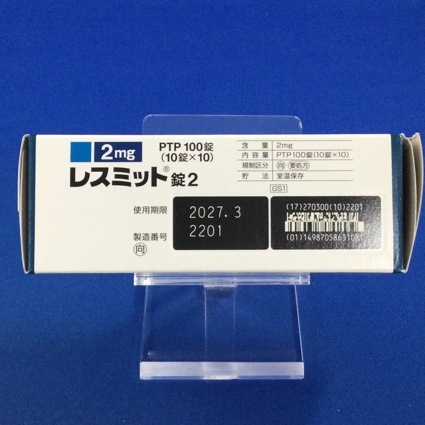 2mg
PTP 100錠
(10錠×10)
レスミット®錠2
含量 2mg
内容量 PTP100錠(10錠×10)
規制区分 向 要処方
貯法 室温保存
GS1
使用期限 2027.3
製造番号 2201
向
(17)270300(10)2201
(01)14987058631081